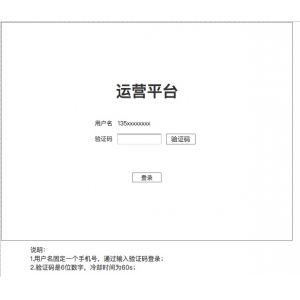 运营平台
用户名 135xxxxxxxx
验证码 验证码
登录
说明：
1.用户名固定一个手机号，通过输入验证码登录；
2.验证码是6位数字，冷却时间为60s；